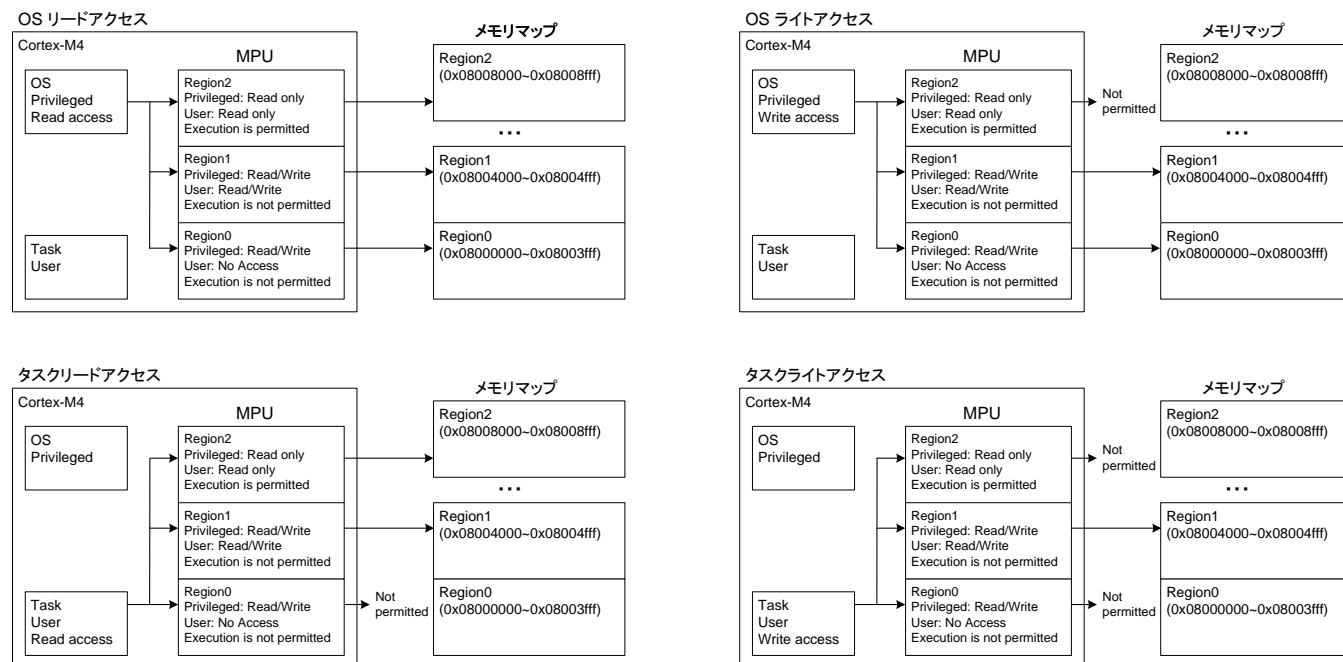 OS リードアクセス
メモリマップ
Cortex-M4
MPU
OS
Privileged
Read access
Region2
Privileged: Read only
User: Read only
Execution is permitted
Region2
(0x08008000~0x08008fff)
...
Region1
Privileged: Read/Write
User: Read/Write
Execution is not permitted
Region1
(0x08004000~0x08004fff)
Task
User
Region0
Privileged: Read/Write
User: No Access
Execution is not permitted
Region0
(0x08000000~0x08003fff)
OS ライトアクセス
メモリマップ
Cortex-M4
MPU
OS
Privileged
Write access
Region2
Privileged: Read only
User: Read only
Execution is permitted
Not
permitted
Region2
(0x08008000~0x08008fff)
...
Region1
Privileged: Read/Write
User: Read/Write
Execution is not permitted
Region1
(0x08004000~0x08004fff)
Task
User
Region0
Privileged: Read/Write
User: No Access
Execution is not permitted
Region0
(0x08000000~0x08003fff)
タスクリードアクセス
メモリマップ
Cortex-M4
MPU
OS
Privileged
Region2
Privileged: Read only
User: Read only
Execution is permitted
Region2
(0x08008000~0x08008fff)
...
Region1
Privileged: Read/Write
User: Read/Write
Execution is not permitted
Region1
(0x08004000~0x08004fff)
Task
User
Read access
Region0
Privileged: Read/Write
User: No Access
Execution is not permitted
Not
permitted
Region0
(0x08000000~0x08003fff)
タスクライトアクセス
メモリマップ
Cortex-M4
MPU
OS
Privileged
Region2
Privileged: Read only
User: Read only
Execution is permitted
Not
permitted
Region2
(0x08008000~0x08008fff)
...
Region1
Privileged: Read/Write
User: Read/Write
Execution is not permitted
Region1
(0x08004000~0x08004fff)
Task
User
Write access
Region0
Privileged: Read/Write
User: No Access
Execution is not permitted
Not
permitted
Region0
(0x08000000~0x08003fff)